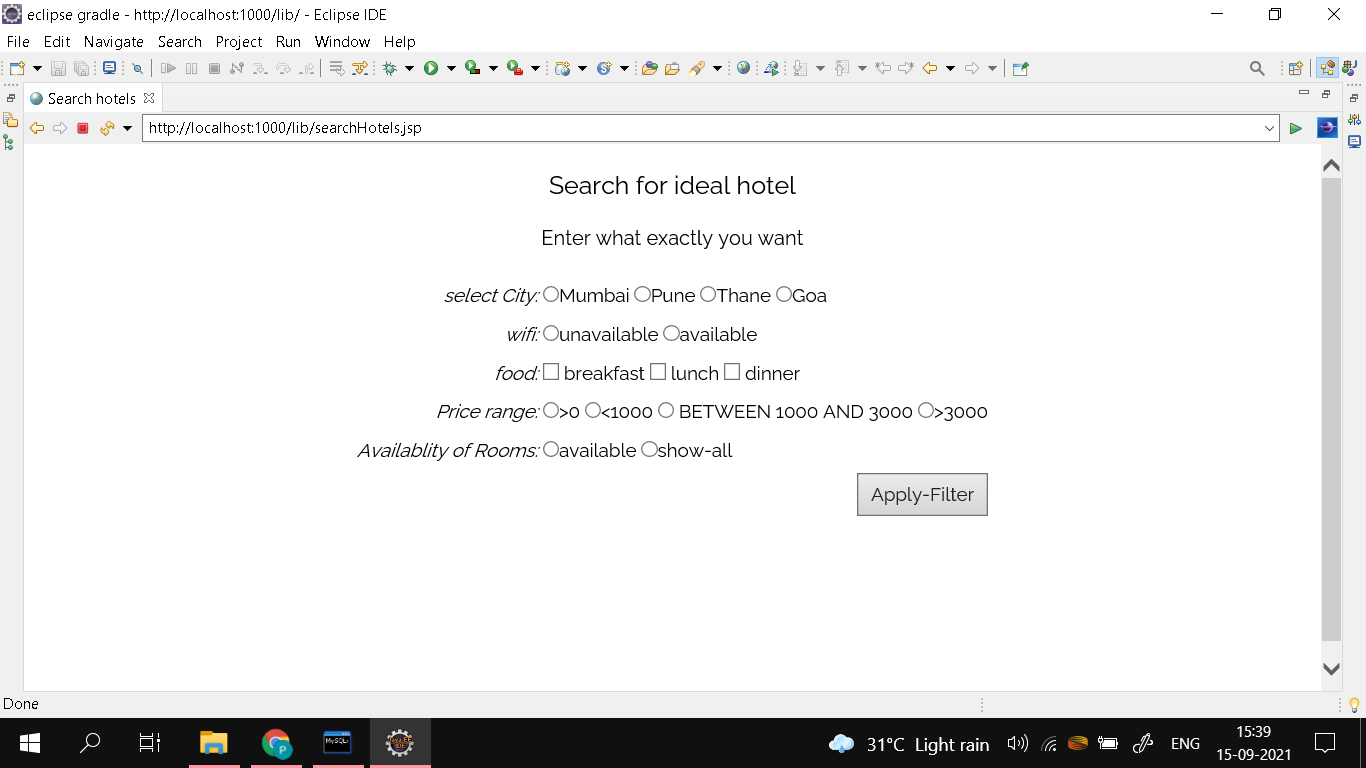 eclipse gradle - http://localhost:1000/lib/ - Eclipse IDE
File Edit Navigate Search Project Run Window Help
Search hotels
http://localhost:1000/lib/searchHotels.jsp
Search for ideal hotel
Enter what exactly you want
select City: Mumbai Pune Thane Goa
wifi: unavailable available
food: breakfast lunch dinner
Price range: >0 <1000 BETWEEN 1000 AND 3000 >3000
Availablity of Rooms: available show-all
Apply-Filter
Done
31°C Light rain ENG 15:39
15-09-2021